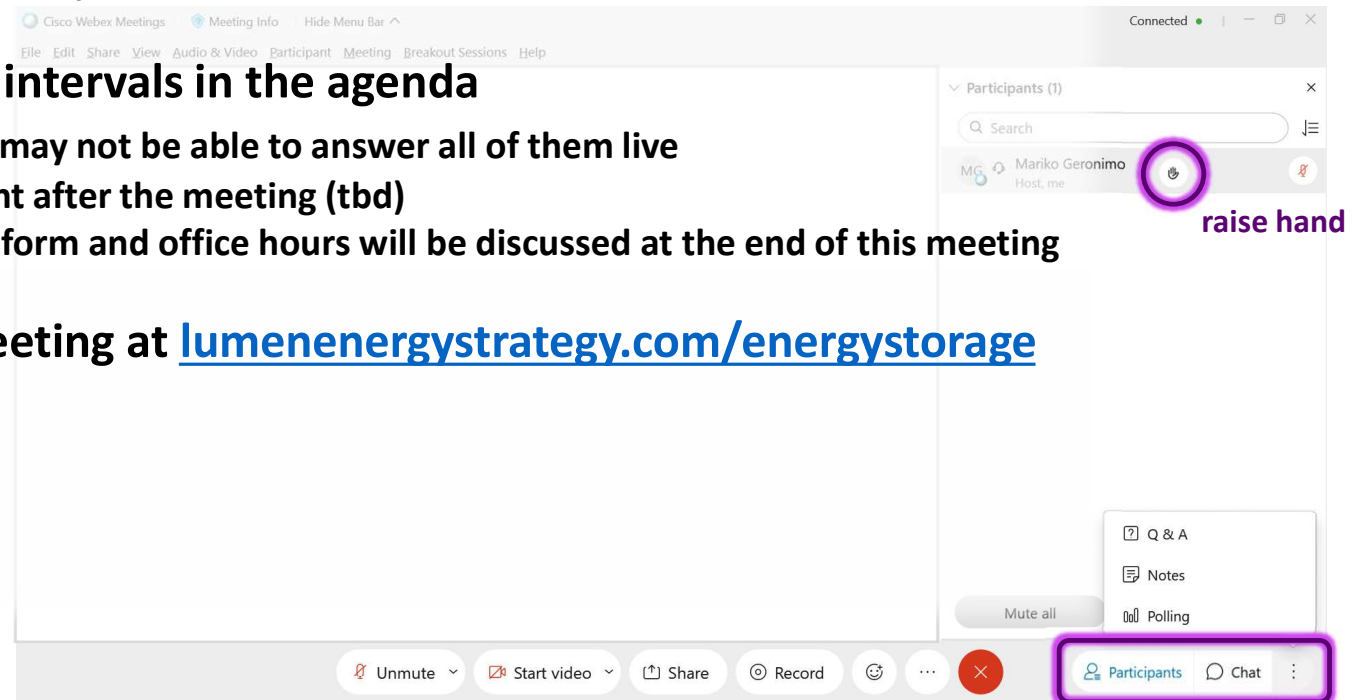 Cisco Webex Meetings Meeting Info Hide Menu Bar Connected
File Edit Share View Audio & Video Participant Meeting Breakout Sessions Help
intervals in the agenda
Participants (1)
Search
may not be able to answer all of them live
Mariko Geronimo
MG
Host, me
nt after the meeting (tbd)
raise hand
form and office hours will be discussed at the end of this meeting
eeting at lumenenergystrategy.com/energystorage
Q & A
Notes
Mute all
Polling
Unmute Start video Share Record Participants Chat